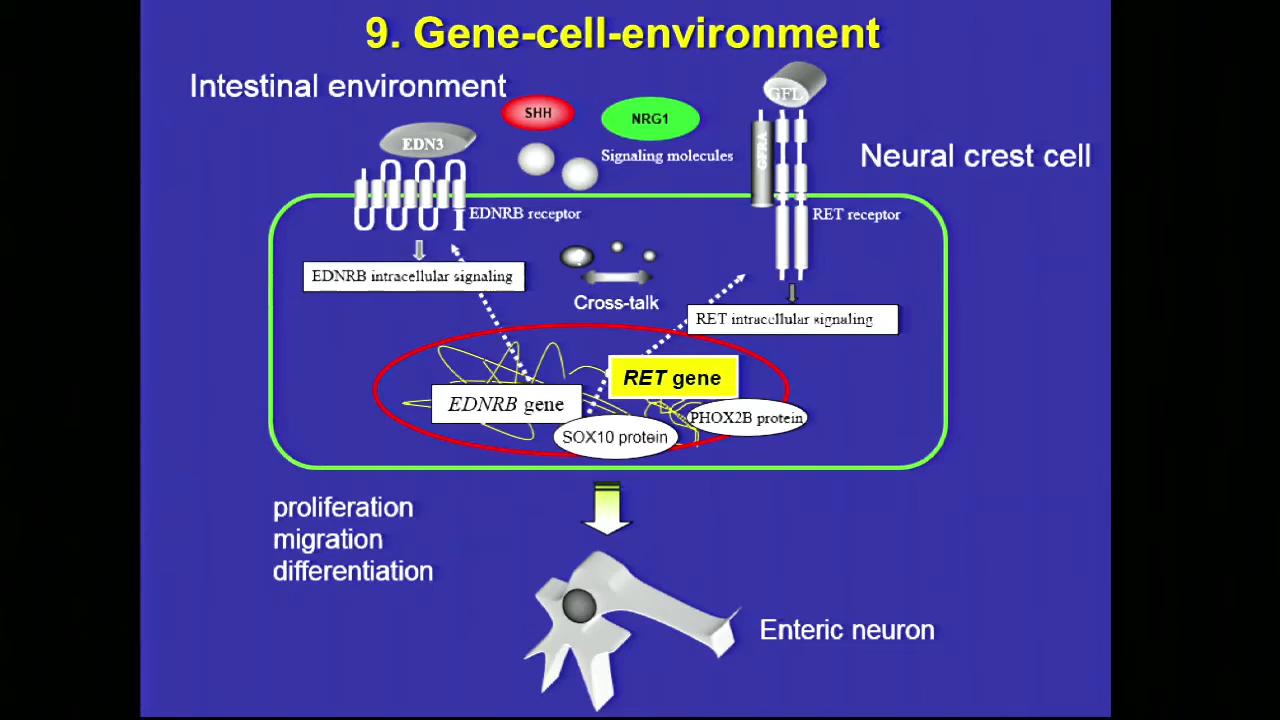 9. Gene-cell-environment
Intestinal environment
SHH
NRG1
GFL
EDN3
Signaling molecules
GFRA
Neural crest cell
EDNRB receptor
RET receptor
EDNRB intracellular signaling
Cross-talk
RET intracellular signaling
RET gene
EDNRB gene
PHOX2B protein
SOX10 protein
proliferation
migration
differentiation
Enteric neuron